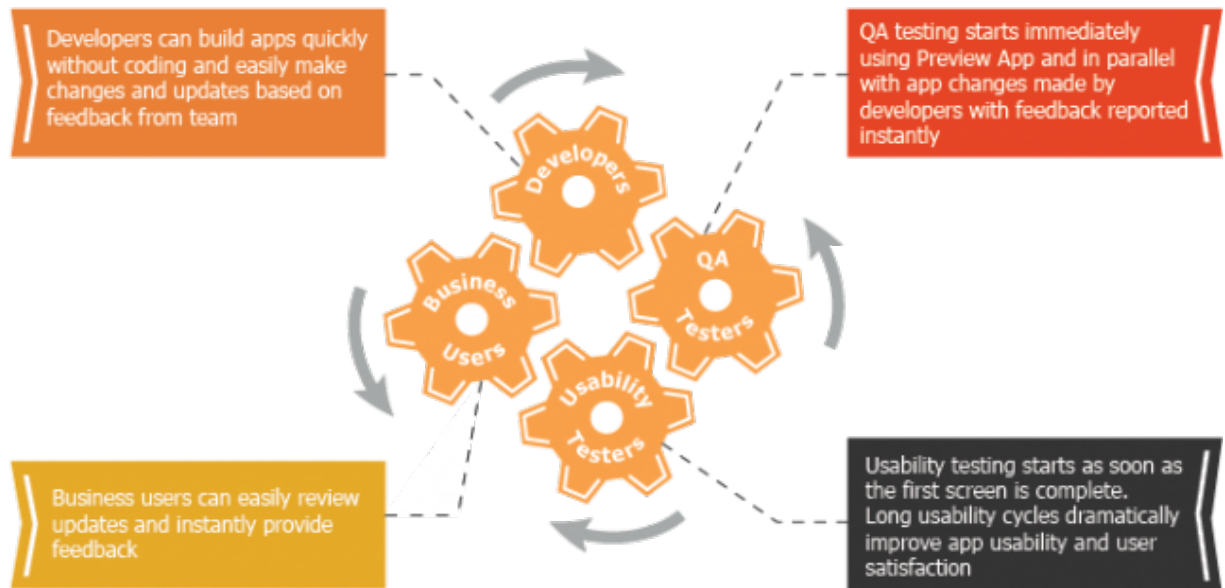 Developers can build apps quickly
without coding and easily make
changes and updates based on
feedback from team
QA testing starts immediately
using Preview App and in parallel
with app changes made by
developers with feedback reported
instantly
Developers
QA
Testers
Business
Users
Usability
Testers
Business users can easily review
updates and instantly provide
feedback
Usability testing starts as soon as
the first screen is complete.
Long usability cycles dramatically
improve app usability and user
satisfaction